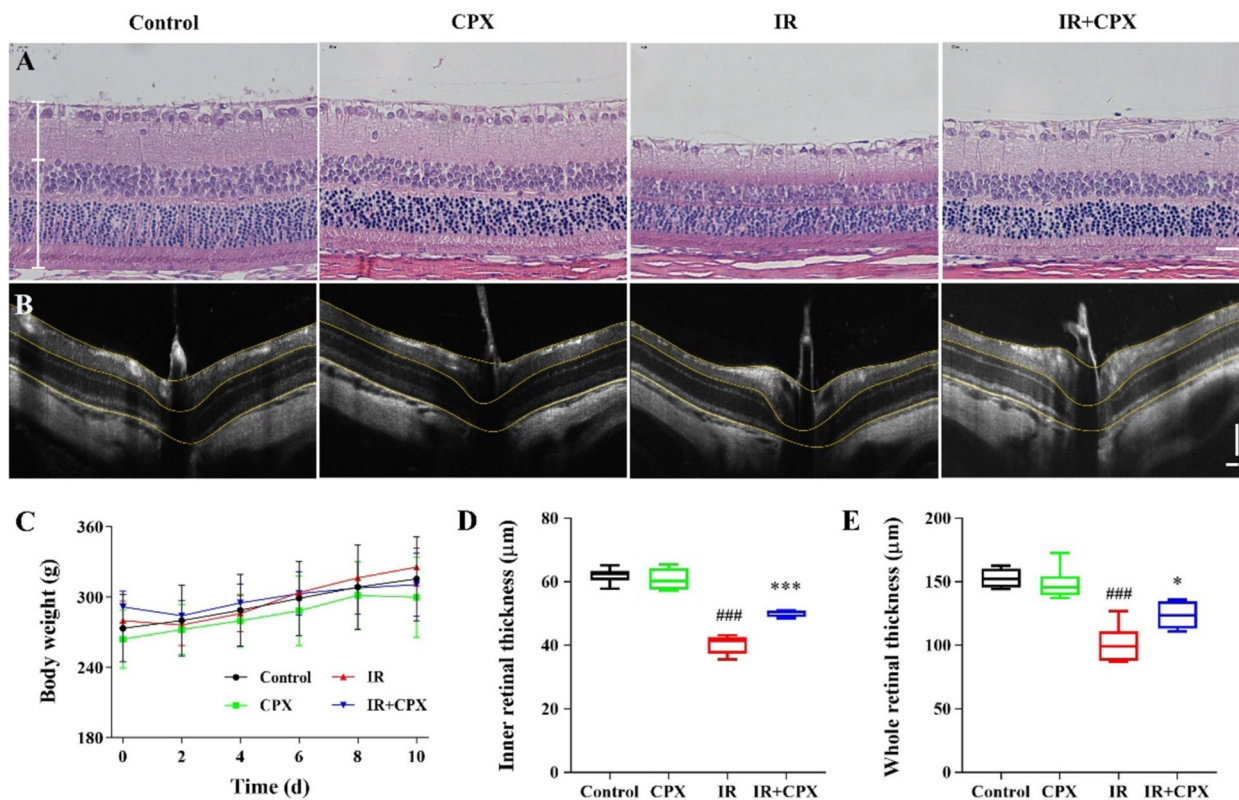 Control CPX IR IR+CPX
A
B
C
360
300
240
180
Body weight (g)
Control IR
CPX IR+CPX
0 2 4 6 8 10
Time (d)
D
80
60
40
20
0
Inner retinal thickness (μm)
###
***
Control CPX IR IR+CPX
E
200
150
100
50
0
Whole retinal thickness (μm)
###
*
Control CPX IR IR+CPX